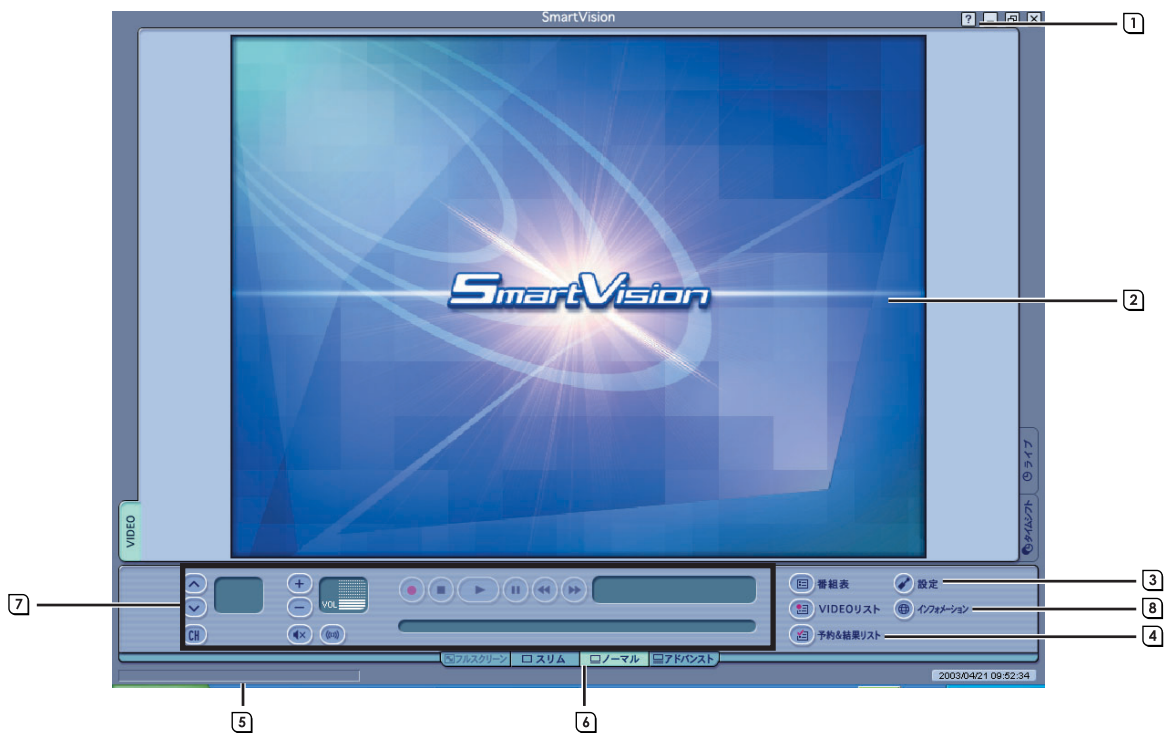 SmartVision
?
1
SmartVision
2
ライブ
タイムシフト
VIDEO
VOL
CH
番組表
設定
3
VIDEOリスト
インフォメーション
8
予約&結果リスト
4
7
フルスクリーン
スリム
ノーマル
アドバンスト
2003/04/21 09:52:34
5
6